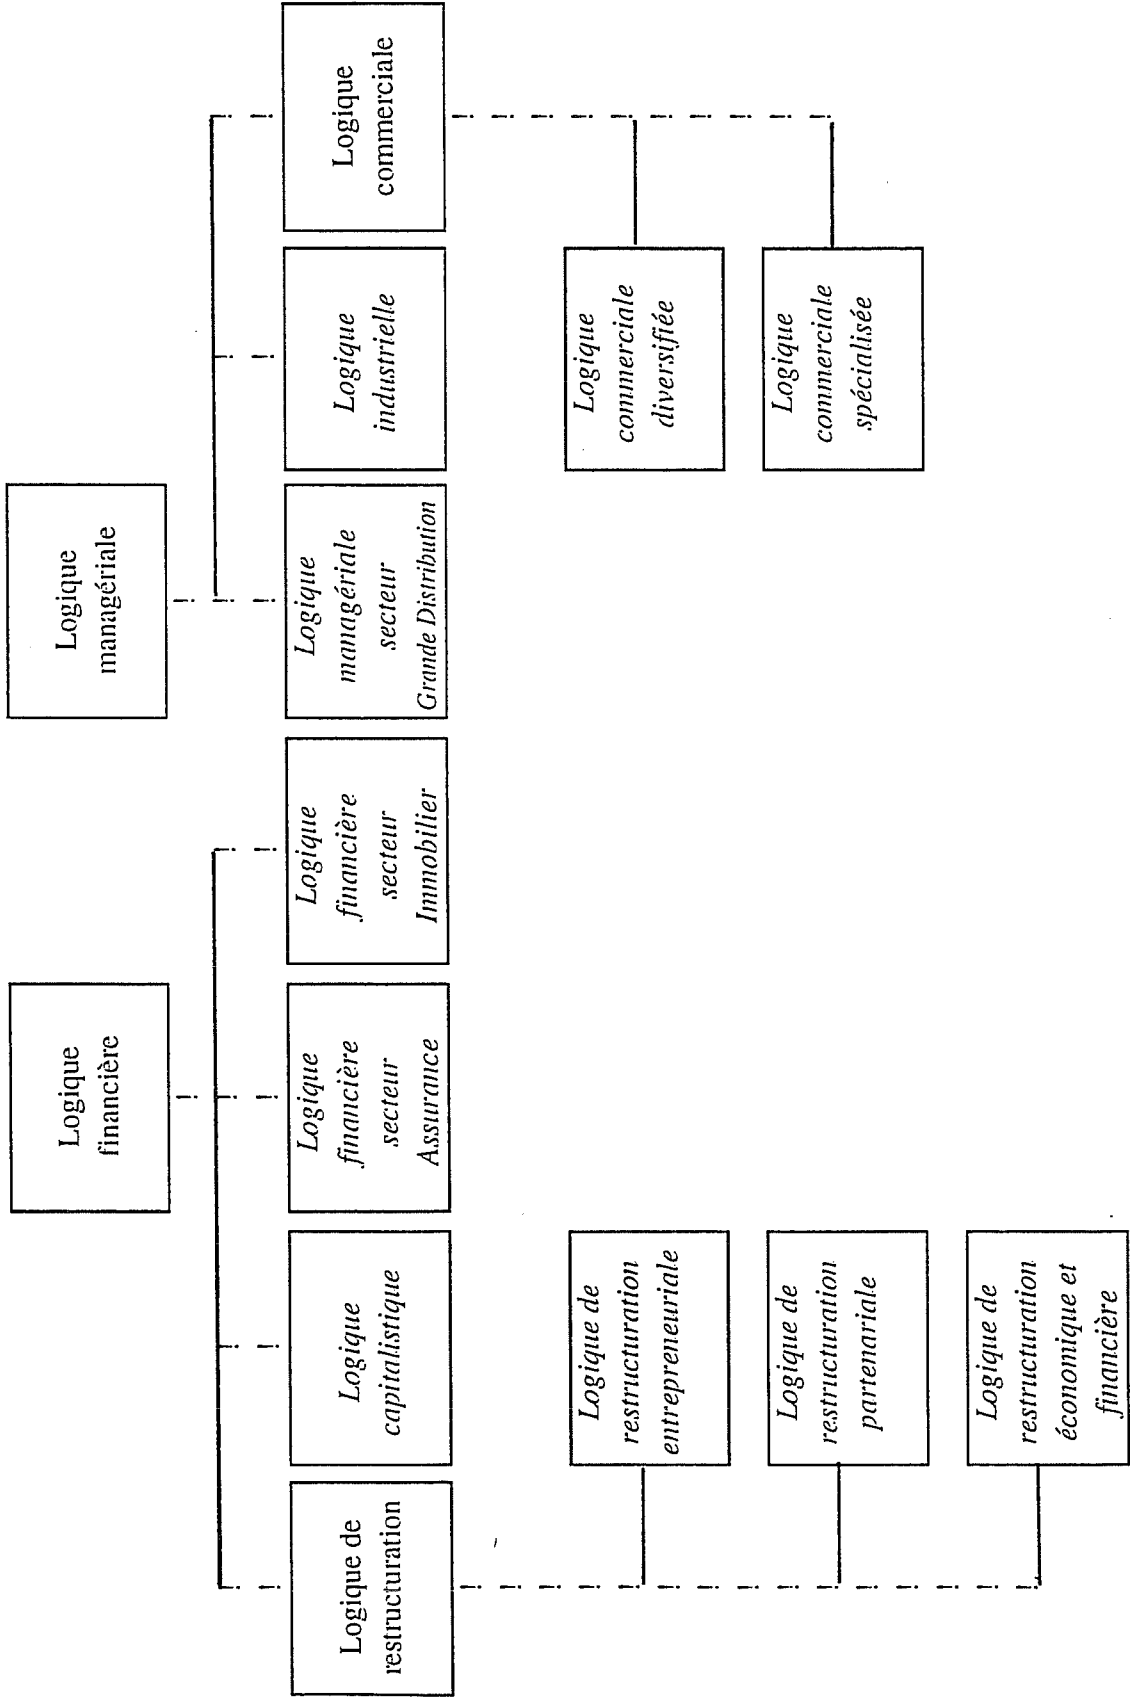 Logique
financière
Logique
managériale
Logique de
restructuration
Logique
capitalistique
Logique
financière
secteur
Assurance
Logique
financière
secteur
Immobilier
Logique
managériale
secteur
Grande Distribution
Logique
industrielle
Logique
commerciale
Logique de
restructuration
entrepreneuriale
Logique de
restructuration
partenariale
Logique de
restructuration
économique et
financière
Logique
commerciale
diversifiée
Logique
commerciale
spécialisée